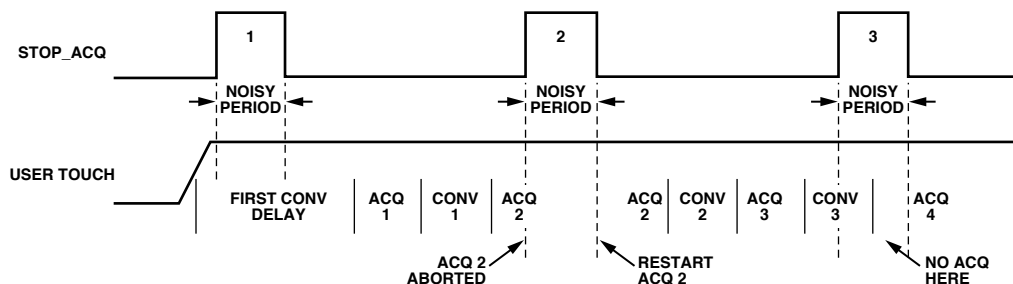 STOP_ACQ
1
2
3
NOISY
PERIOD
NOISY
PERIOD
NOISY
PERIOD
USER TOUCH
FIRST CONV
DELAY
ACQ
1
CONV
1
ACQ
2
ACQ
2
CONV
2
ACQ
3
CONV
3
ACQ
4
ACQ 2
ABORTED
RESTART
ACQ 2
NO ACQ
HERE